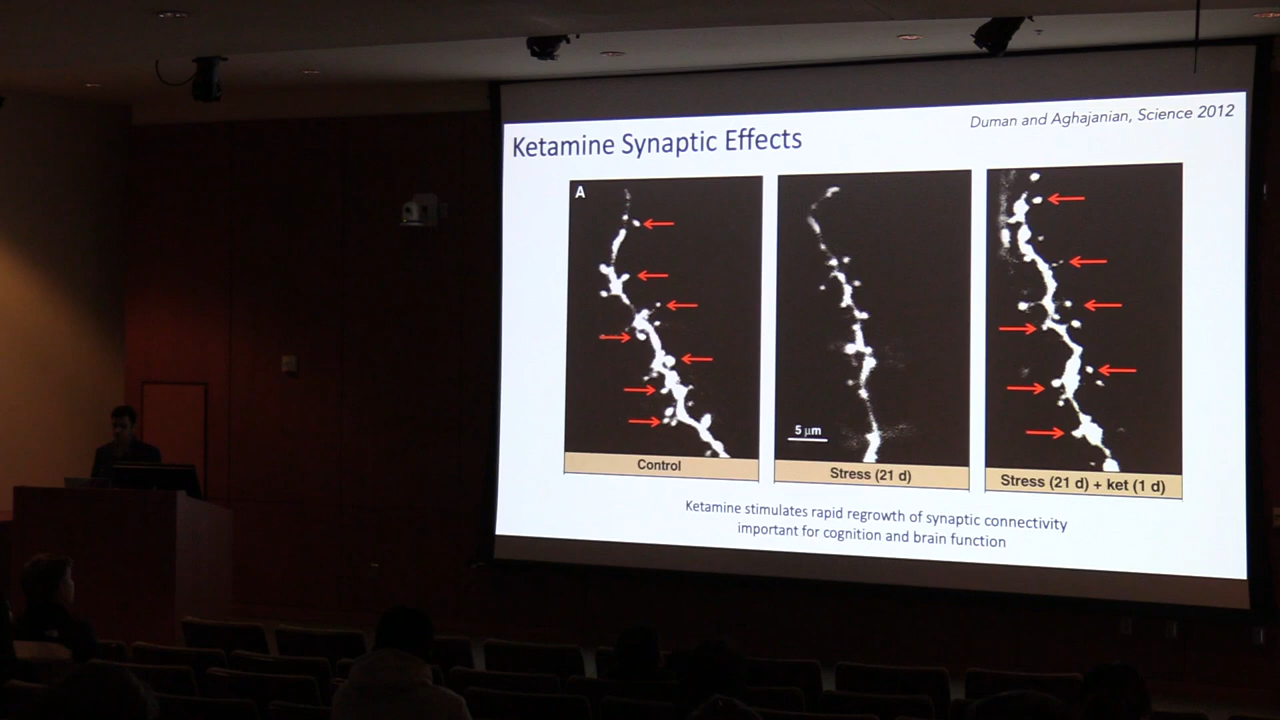 Duman and Aghajanian, Science 2012
Ketamine Synaptic Effects
A
5 µm
Control
Stress (21 d)
Stress (21 d) + ket (1 d)
Ketamine stimulates rapid regrowth of synaptic connectivity
important for cognition and brain function